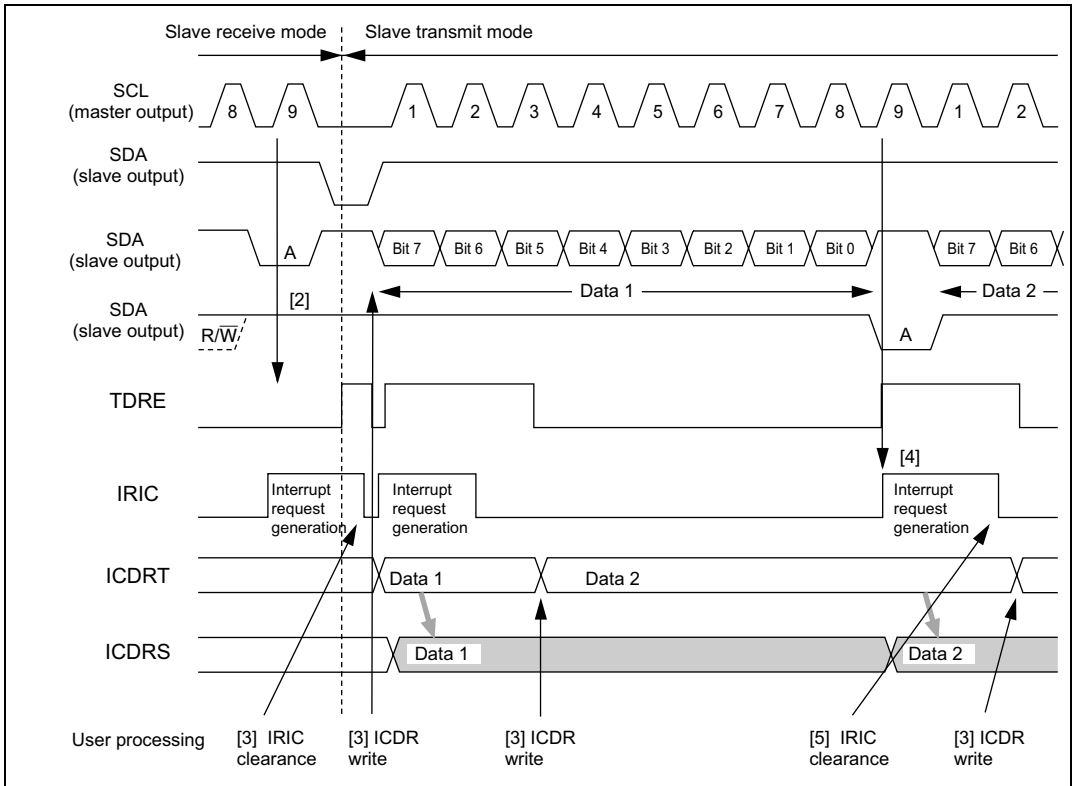 Slave receive mode Slave transmit mode
SCL
(master output)
8 9 1 2 3 4 5 6 7 8 9 1 2
SDA
(slave output)
SDA
(slave output)
A Bit 7 Bit 6 Bit 5 Bit 4 Bit 3 Bit 2 Bit 1 Bit 0 Bit 7 Bit 6
[2] Data 1 Data 2
SDA
(slave output)
R/W̅ A
TDRE
[4]
IRIC
Interrupt
request
generation
Interrupt
request
generation
Interrupt
request
generation
ICDRT
Data 1 Data 2
ICDRS
Data 1 Data 2
User processing
[3] IRIC
clearance
[3] ICDR
write
[3] ICDR
write
[5] IRIC
clearance
[3] ICDR
write